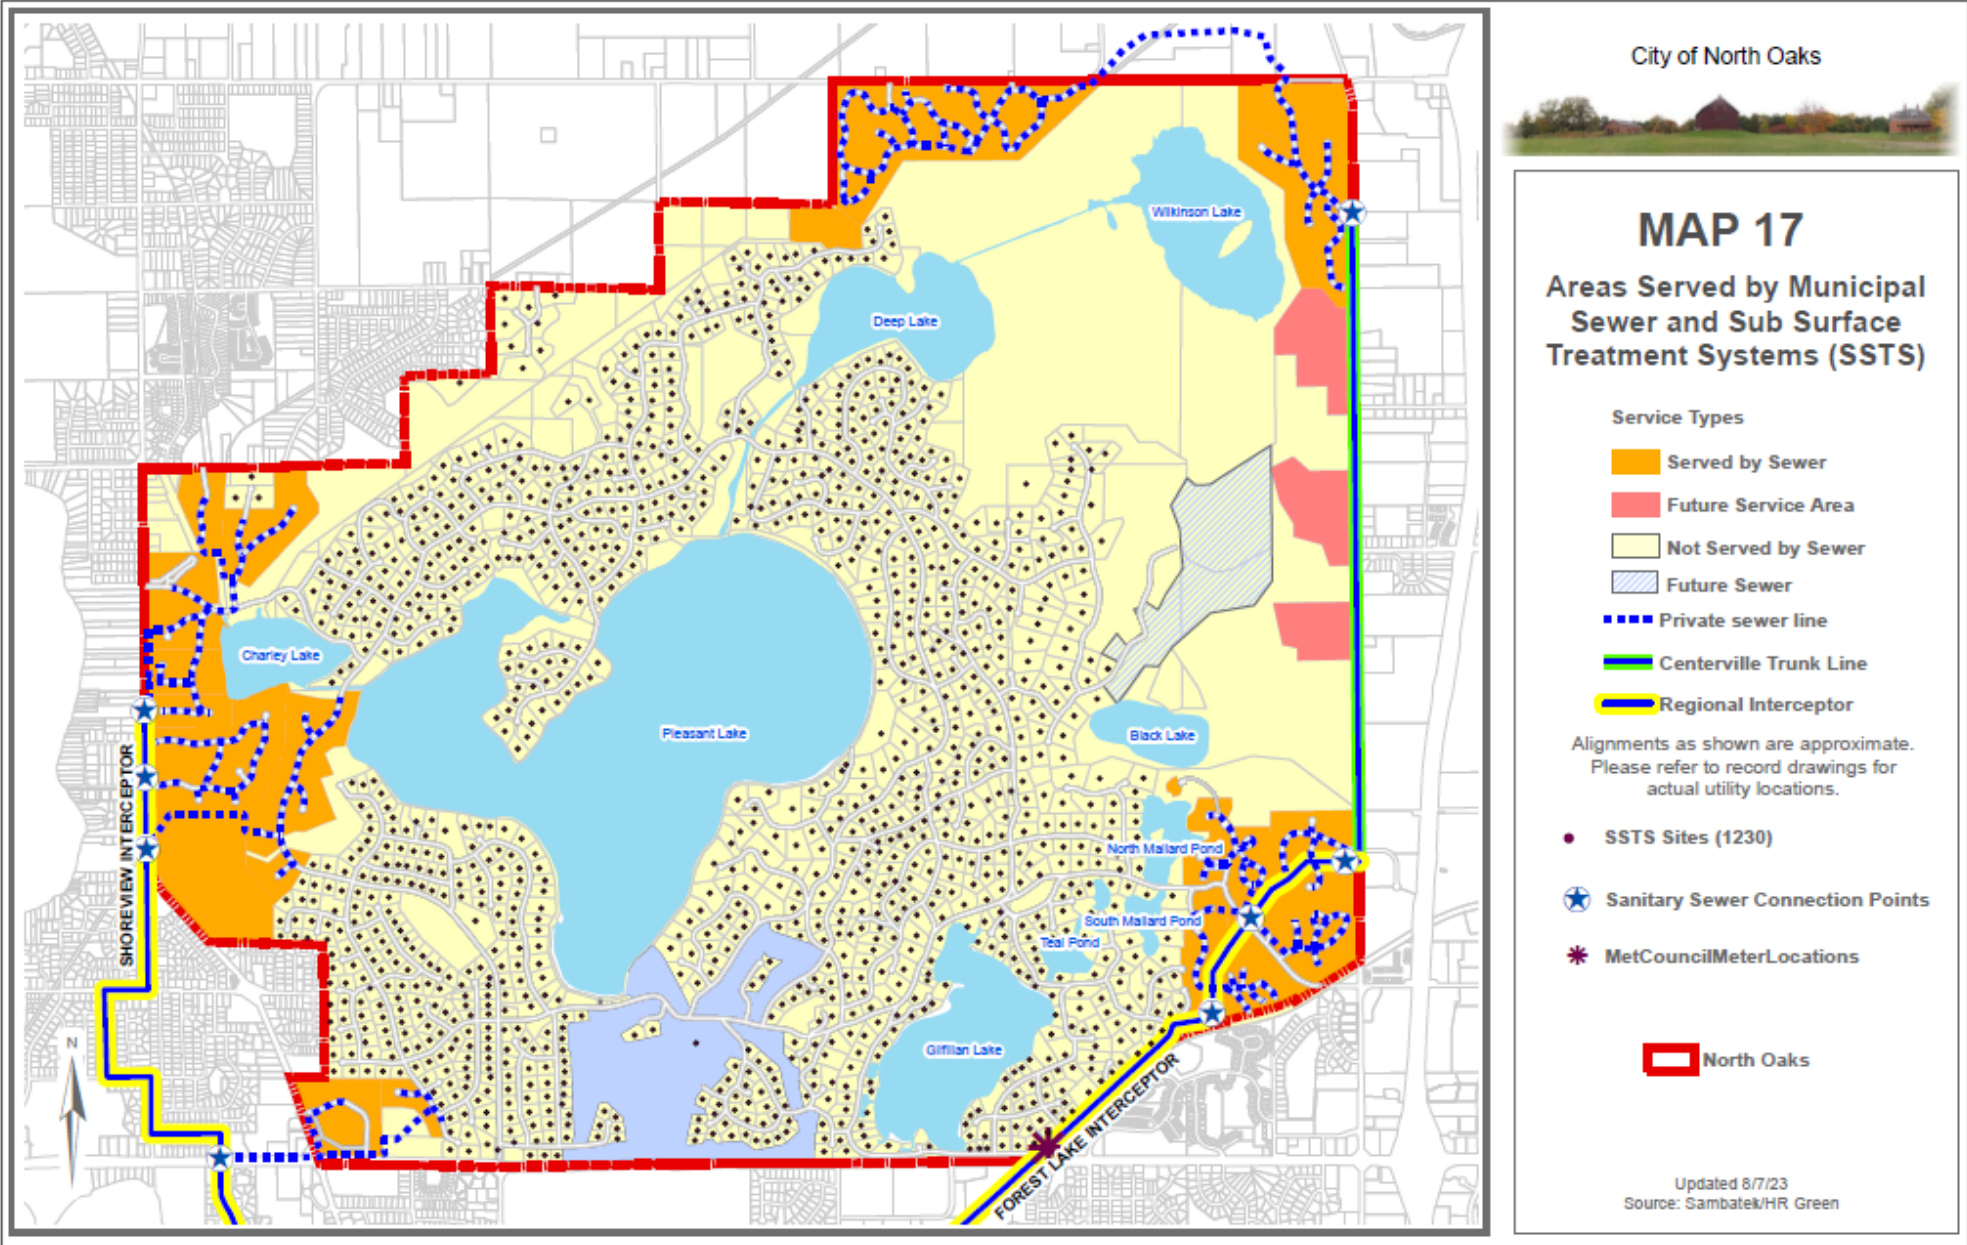 City of North Oaks
MAP 17
Areas Served by Municipal
Sewer and Sub Surface
Treatment Systems (SSTS)
Service Types
Served by Sewer
Future Service Area
Not Served by Sewer
Future Sewer
Private sewer line
Centerville Trunk Line
Regional Interceptor
Alignments as shown are approximate.
Please refer to record drawings for
actual utility locations.
SSTS Sites (1230)
Sanitary Sewer Connection Points
MetCouncilMeterLocations
North Oaks
Updated 8/7/23
Source: Sambatek/HR Green
Wilkinson Lake
Deep Lake
Charley Lake
Pleasant Lake
Black Lake
North Mallard Pond
South Mallard Pond
Teal Pond
Gilfillan Lake
SHOREVIEW INTERCEPTOR
FOREST LAKE INTERCEPTOR
N